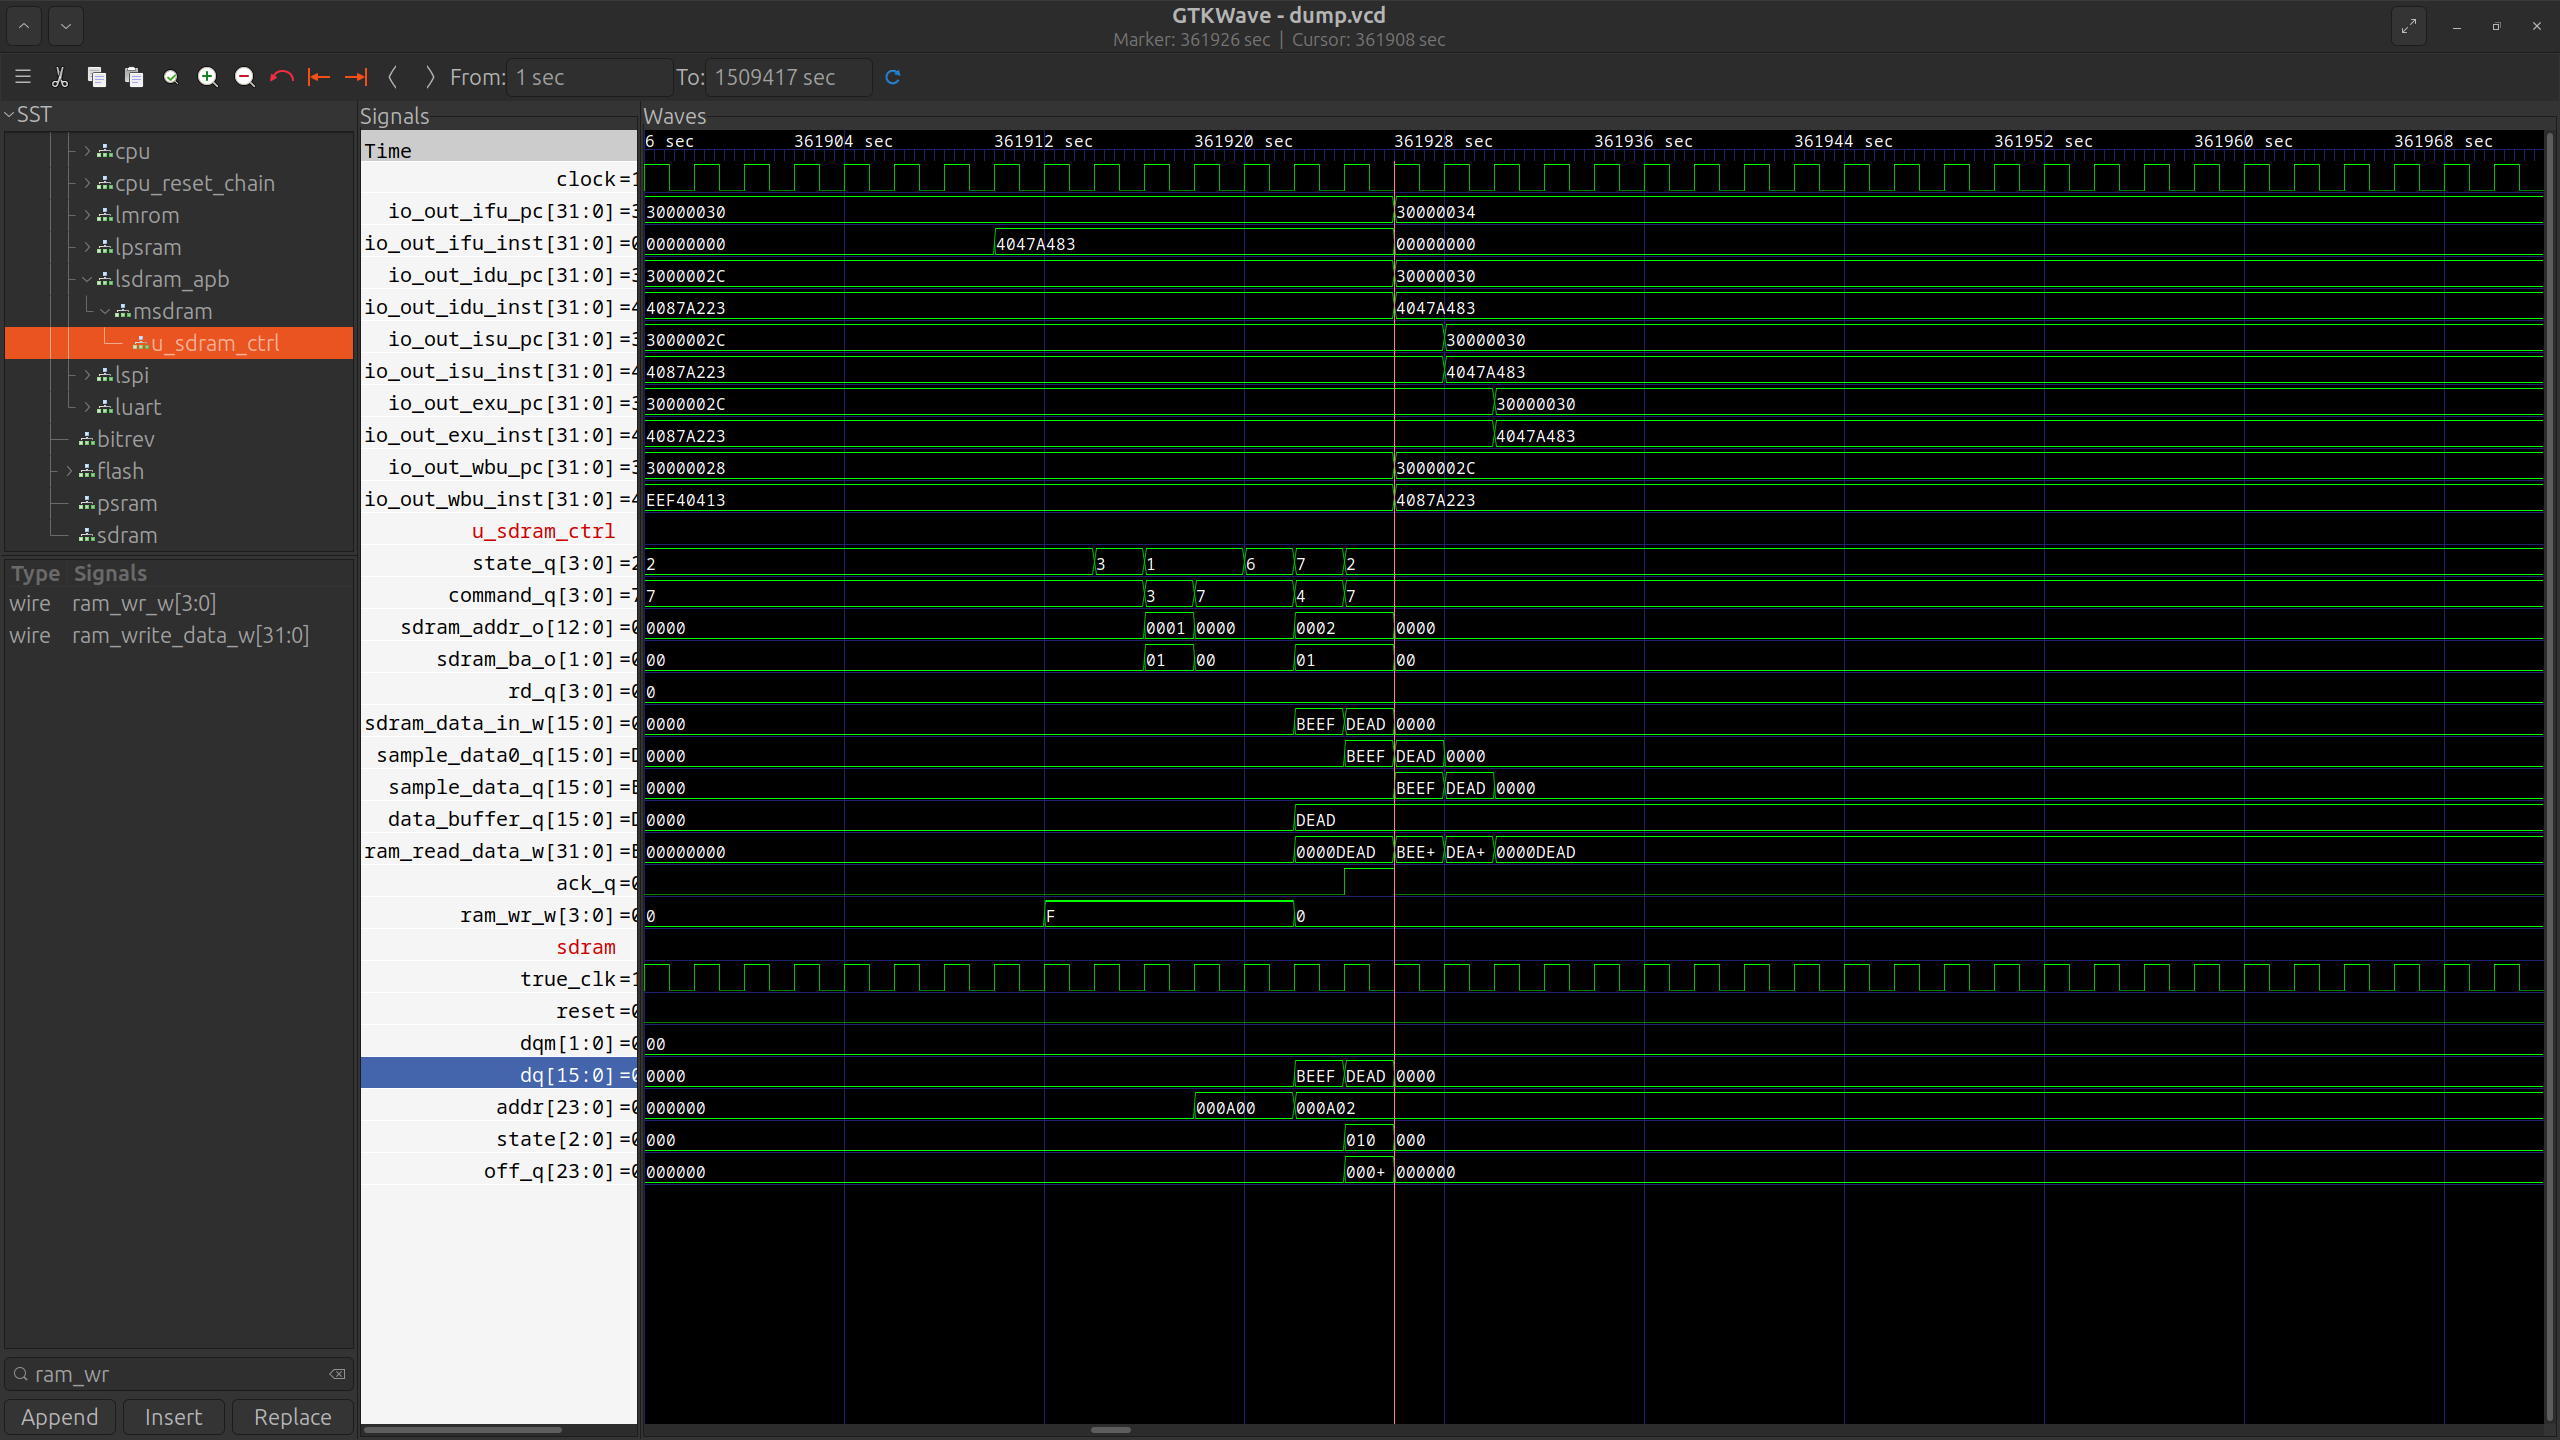 GTKWave - dump.vcd
Marker: 361926 sec | Cursor: 361908 sec
From: 1 sec To: 1509417 sec
SST
cpu
cpu_reset_chain
lmrom
lpsram
lsdram_apb
msdram
u_sdram_ctrl
lspi
luart
bitrev
flash
psram
sdram
Type Signals
wire ram_wr_w[3:0]
wire ram_write_data_w[31:0]
ram_wr
Append Insert Replace
Signals
Time
clock=1
io_out_ifu_pc[31:0]=3
io_out_ifu_inst[31:0]=0
io_out_idu_pc[31:0]=3
io_out_idu_inst[31:0]=4
io_out_isu_pc[31:0]=3
io_out_isu_inst[31:0]=4
io_out_exu_pc[31:0]=3
io_out_exu_inst[31:0]=4
io_out_wbu_pc[31:0]=3
io_out_wbu_inst[31:0]=4
u_sdram_ctrl
state_q[3:0]=2
command_q[3:0]=7
sdram_addr_o[12:0]=0
sdram_ba_o[1:0]=0
rd_q[3:0]=0
sdram_data_in_w[15:0]=0
sample_data0_q[15:0]=D
sample_data_q[15:0]=B
data_buffer_q[15:0]=D
ram_read_data_w[31:0]=B
ack_q=0
ram_wr_w[3:0]=0
sdram
true_clk=1
reset=0
dqm[1:0]=0
dq[15:0]=0
addr[23:0]=0
state[2:0]=0
off_q[23:0]=0
Waves
6 sec 361904 sec 361912 sec 361920 sec 361928 sec 361936 sec 361944 sec 361952 sec 361960 sec 361968 sec
30000030 30000034
00000000 4047A483 00000000
3000002C 30000030
4087A223 4047A483
3000002C 30000030
4087A223 4047A483
3000002C 30000030
4087A223 4047A483
30000028 3000002C
EEF40413 4087A223
2 3 1 6 7 2
7 3 7 4 7
0000 0001 0000 0002 0000
00 01 00 01 00
0
0000 BEEF DEAD 0000
0000 BEEF DEAD 0000
0000 BEEF DEAD 0000
0000 DEAD
00000000 0000DEAD BEE+ DEA+ 0000DEAD
0 F 0
00
0000 BEEF DEAD 0000
000000 000A00 000A02
000 010 000
000000 000+ 000000